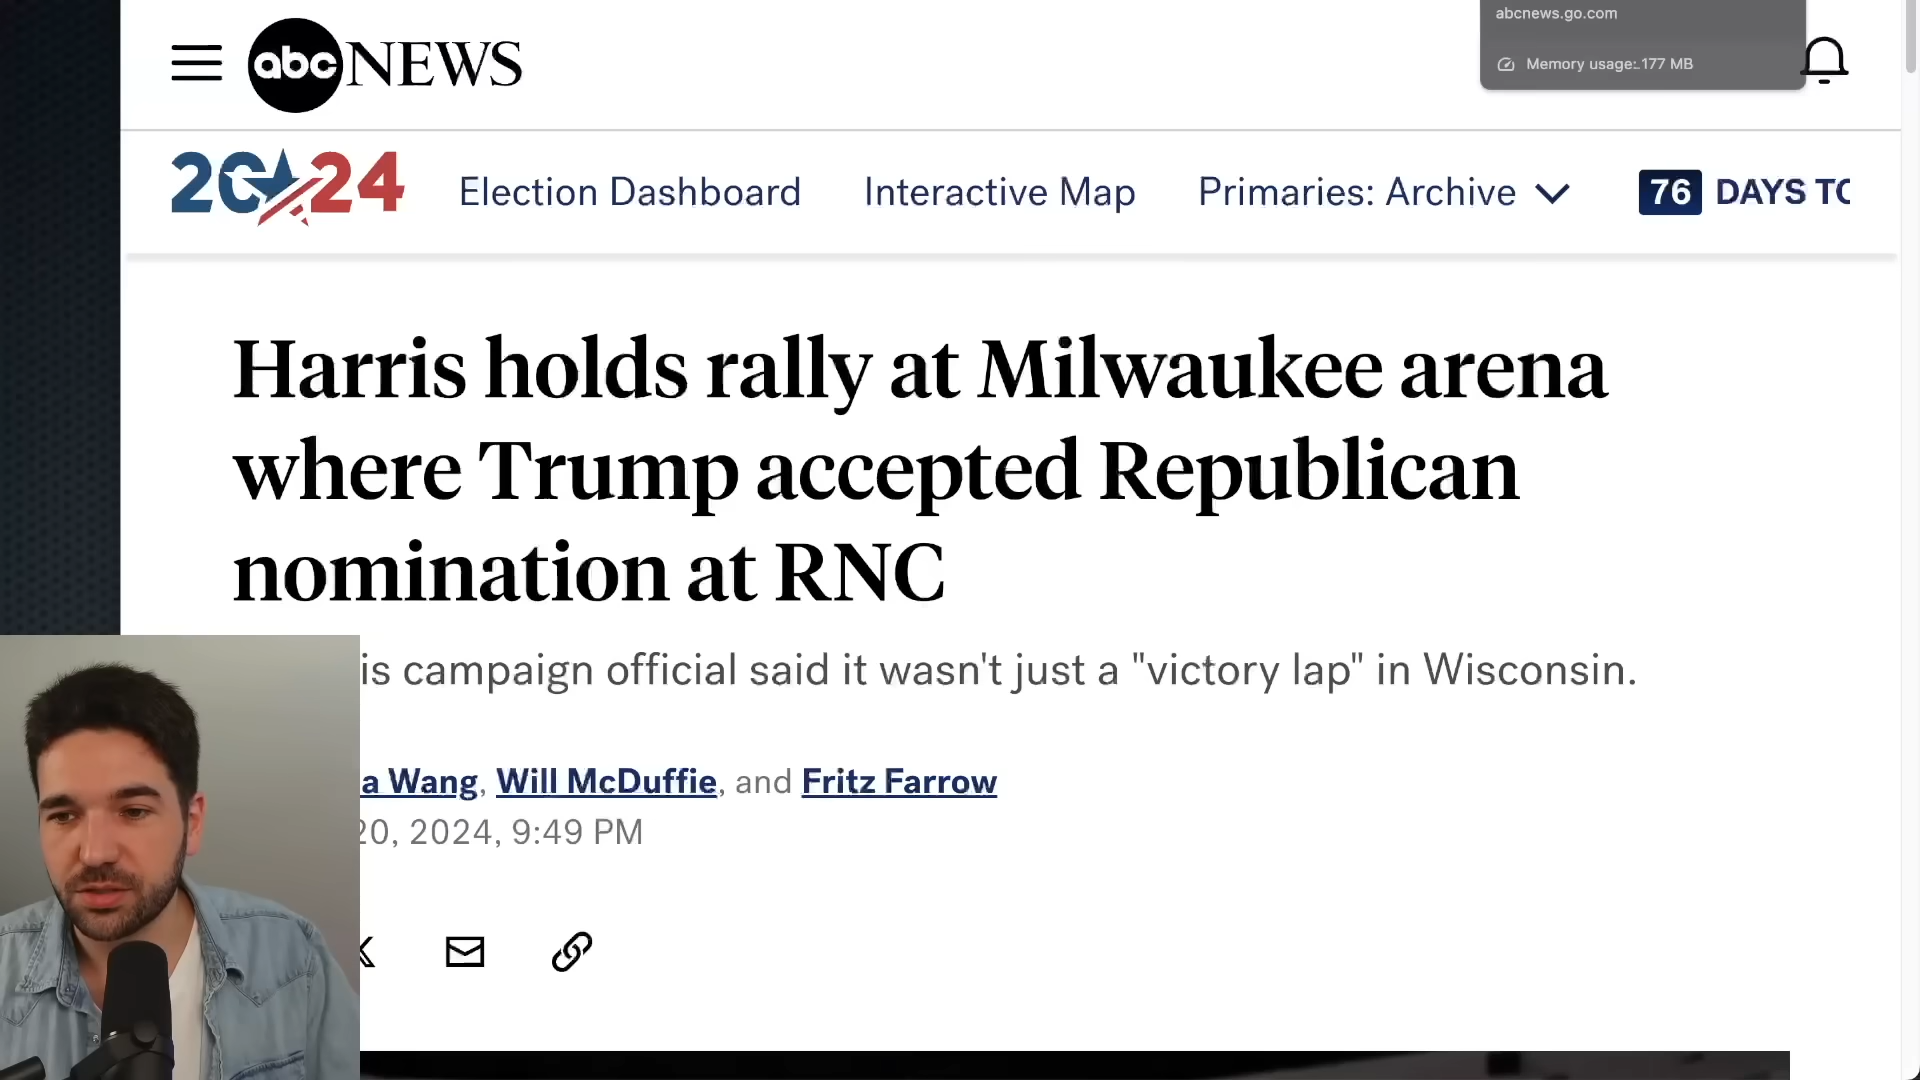 abcnews.go.com
Memory usage: 177 MB
abc NEWS
2024
Election Dashboard
Interactive Map
Primaries: Archive
76 DAYS TO
Harris holds rally at Milwaukee arena
where Trump accepted Republican
nomination at RNC
is campaign official said it wasn't just a "victory lap" in Wisconsin.
a Wang, Will McDuffie, and Fritz Farrow
20, 2024, 9:49 PM